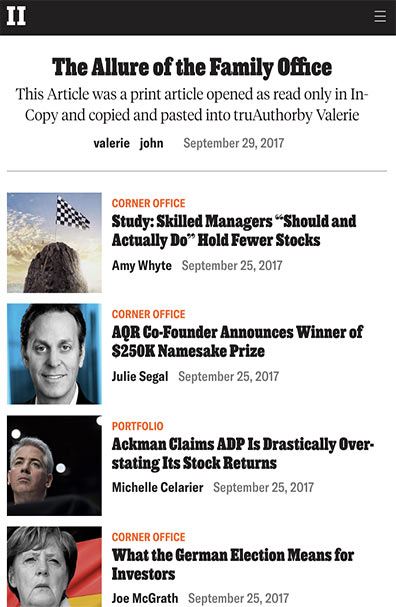 II
The Allure of the Family Office
This Article was a print article opened as read only in In-
Copy and copied and pasted into truAuthorby Valerie
valerie john September 29, 2017
CORNER OFFICE
Study: Skilled Managers “Should and
Actually Do” Hold Fewer Stocks
Amy Whyte September 25, 2017
CORNER OFFICE
AQR Co-Founder Announces Winner of
$250K Namesake Prize
Julie Segal September 25, 2017
PORTFOLIO
Ackman Claims ADP Is Drastically Over-
stating Its Stock Returns
Michelle Celarier September 25, 2017
CORNER OFFICE
What the German Election Means for
Investors
Joe McGrath September 25, 2017